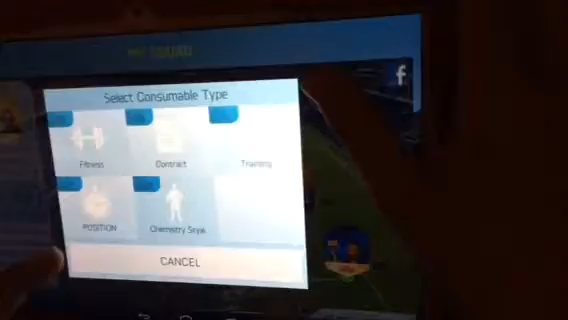 Select Consumable Type
Fitness
Contract
Training
POSITION
Chemistry Style
CANCEL
f